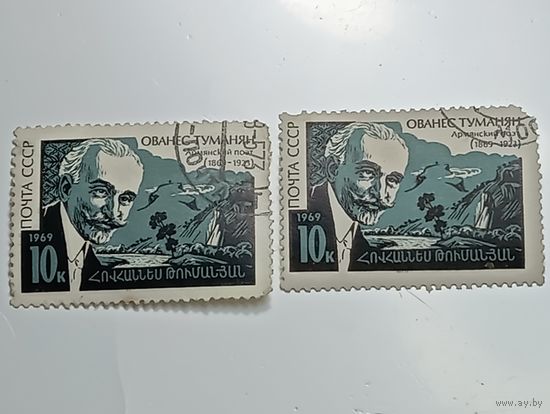 ПОЧТА СССР
ОВАНЕС ТУМАНЯН
Армянский поэт
(1869-1923)
1969
10к
ՀՈՎՀԱՆՆԵՍ ԹՈՒՄԱՆՅԱՆ
ПОЧТА СССР
ОВАНЕС ТУМАНЯН
Армянский поэт
(1869-1923)
1969
10к
ՀՈՎՀԱՆՆԵՍ ԹՈՒՄԱՆՅԱՆ
www.ay.by